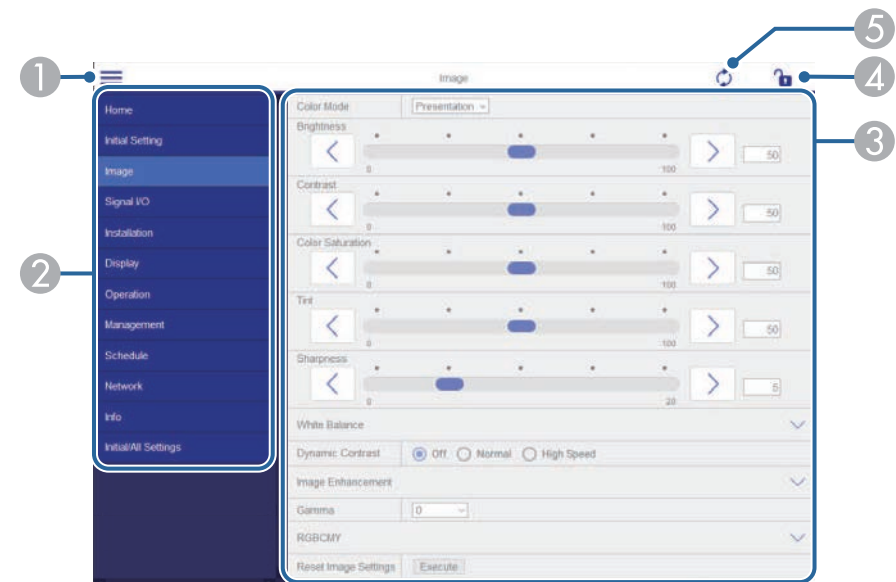 5
1
Image
4
Home
Initial Setting
Image
Signal I/O
Installation
Display
Operation
Management
Schedule
Network
Info
Initial/All Settings
2
3
Color Mode
Presentation
Brightness
0
100
50
Contrast
0
100
50
Color Saturation
0
100
50
Tint
0
100
50
Sharpness
0
20
5
White Balance
Dynamic Contrast
Off
Normal
High Speed
Image Enhancement
Gamma
0
RGBCMY
Reset Image Settings
Execute